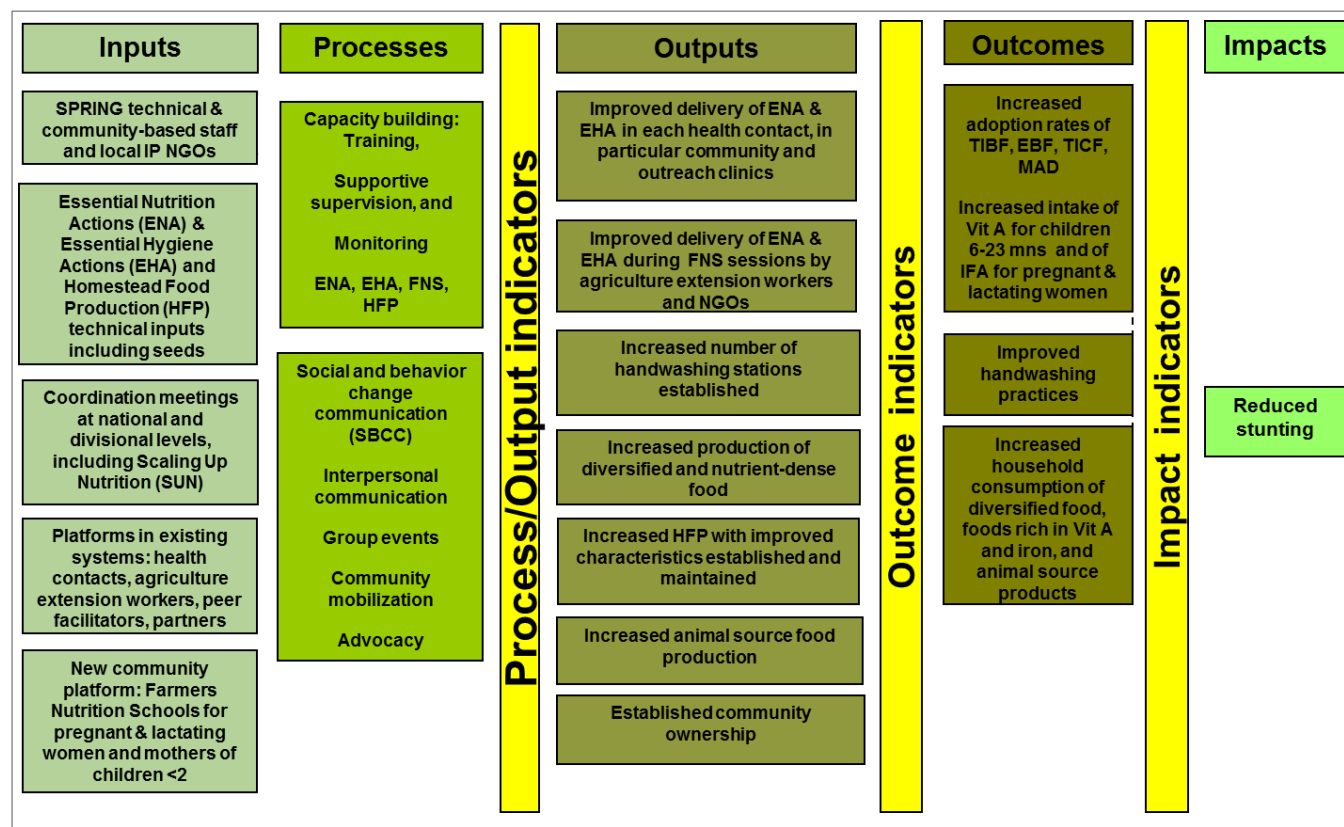 Inputs
SPRING technical &
community-based staff
and local IP NGOs
Essential Nutrition
Actions (ENA) &
Essential Hygiene
Actions (EHA) and
Homestead Food
Production (HFP)
technical inputs
including seeds
Coordination meetings
at national and
divisional levels,
including Scaling Up
Nutrition (SUN)
Platforms in existing
systems: health
contacts, agriculture
extension workers, peer
facilitators, partners
New community
platform: Farmers
Nutrition Schools for
pregnant & lactating
women and mothers of
children <2
Processes
Capacity building:
Training,
Supportive
supervision, and
Monitoring
ENA, EHA, FNS,
HFP
Social and behavior
change
communication
(SBCC)
Interpersonal
communication
Group events
Community
mobilization
Advocacy
Process/Output indicators
Outputs
Improved delivery of ENA &
EHA in each health contact, in
particular community and
outreach clinics
Improved delivery of ENA &
EHA during FNS sessions by
agriculture extension workers
and NGOs
Increased number of
handwashing stations
established
Increased production of
diversified and nutrient-dense
food
Increased HFP with improved
characteristics established and
maintained
Increased animal source food
production
Established community
ownership
Outcome indicators
Outcomes
Increased
adoption rates of
TIBF, EBF, TICF,
MAD
Increased intake of
Vit A for children
6-23 mns and of
IFA for pregnant &
lactating women
Improved
handwashing
practices
Increased
household
consumption of
diversified food,
foods rich in Vit A
and iron, and
animal source
products
Impact indicators
Impacts
Reduced
stunting